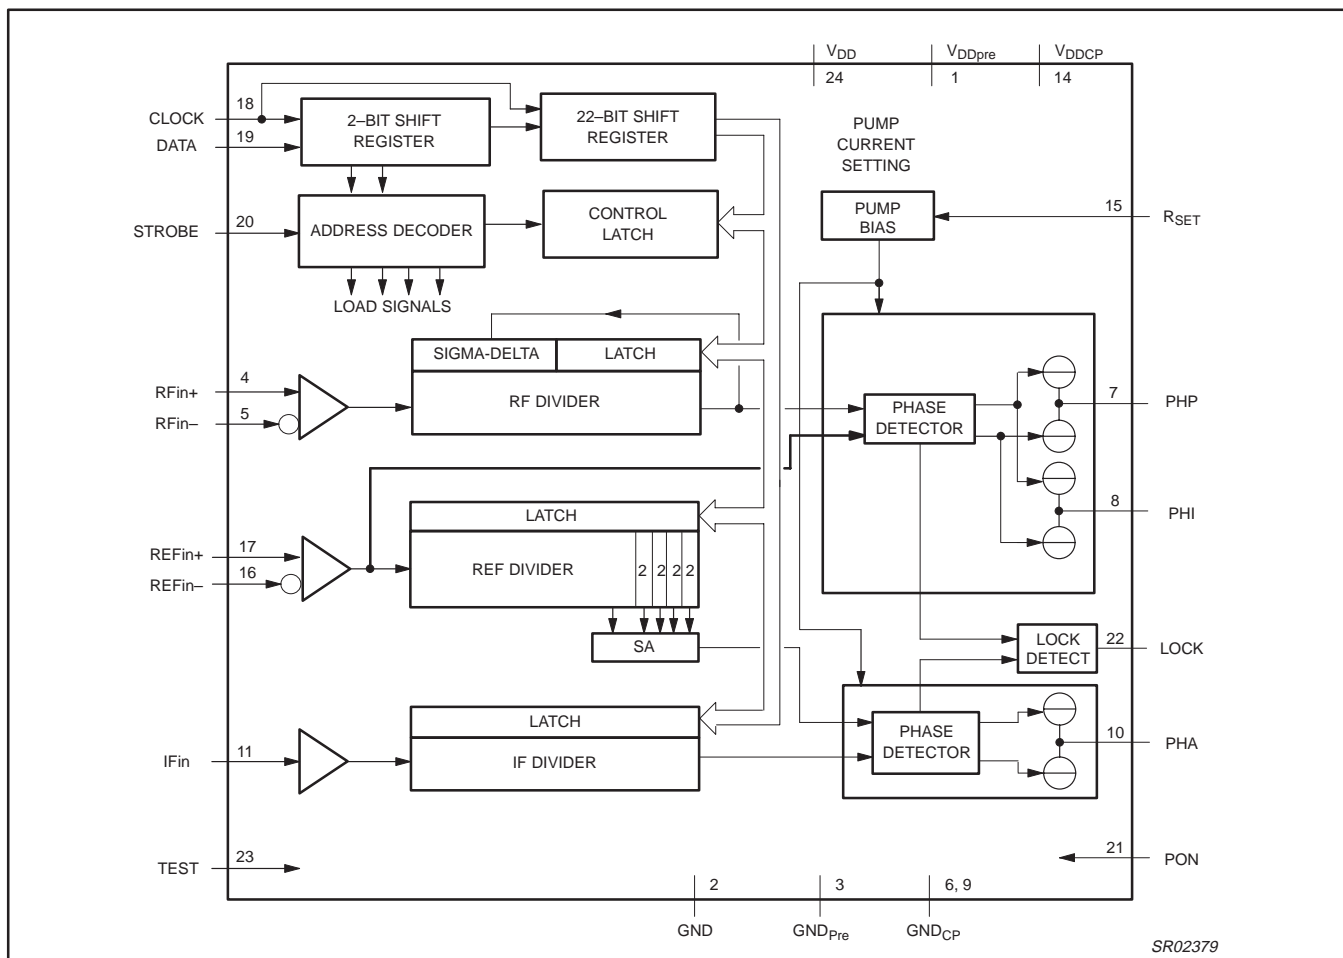 VDD
VDDpre
VDDCP
24
1
14
CLOCK
18
DATA
19
2–BIT SHIFT
REGISTER
22–BIT SHIFT
REGISTER
PUMP
CURRENT
SETTING
STROBE
20
ADDRESS DECODER
CONTROL
LATCH
PUMP
BIAS
15
RSET
LOAD SIGNALS
SIGMA-DELTA
LATCH
RF DIVIDER
RFin+
4
RFin–
5
PHASE
DETECTOR
7
PHP
8
PHI
LATCH
REF DIVIDER
2 2 2 2
REFin+
17
REFin–
16
SA
LOCK
DETECT
22
LOCK
LATCH
IF DIVIDER
IFin
11
PHASE
DETECTOR
10
PHA
TEST
23
21
PON
2
3
6, 9
GND
GNDPre
GNDCP
SR02379